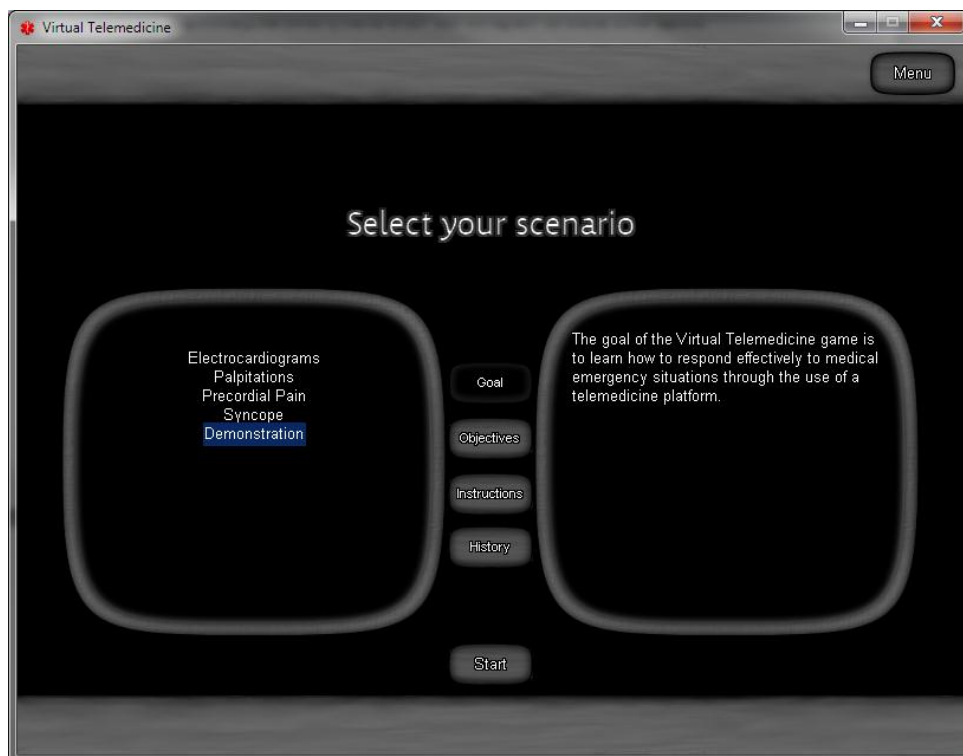 Virtual Telemedicine
Menu
Select your scenario
Electrocardiograms
Palpitations
Precordial Pain
Syncope
Demonstration
Goal
Objectives
Instructions
History
The goal of the Virtual Telemedicine game is
to learn how to respond effectively to medical
emergency situations through the use of a
telemedicine platform.
Start